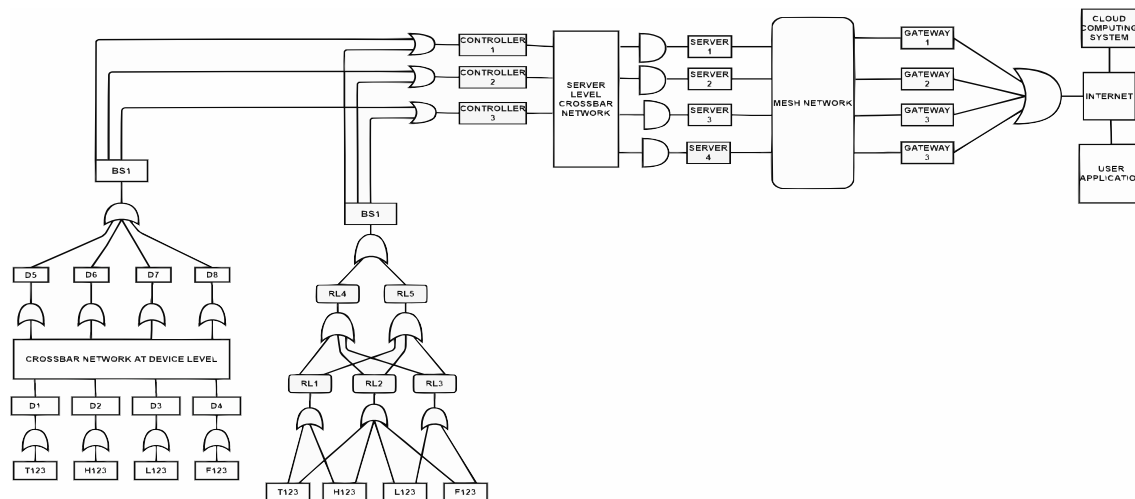 CLOUD
COMPUTING
SYSTEM
CONTROLLER
1
SERVER
1
GATEWAY
1
CONTROLLER
2
SERVER
LEVEL
CROSSBAR
NETWORK
SERVER
2
MESH NETWORK
GATEWAY
2
INTERNET
CONTROLLER
3
SERVER
3
GATEWAY
3
SERVER
4
GATEWAY
3
USER
APPLICATIO
BS1
BS1
D5 D6 D7 D8
RL4 RL5
CROSSBAR NETWORK AT DEVICE LEVEL
RL1 RL2 RL3
D1 D2 D3 D4
T123 H123 L123 F123
T123 H123 L123 F123